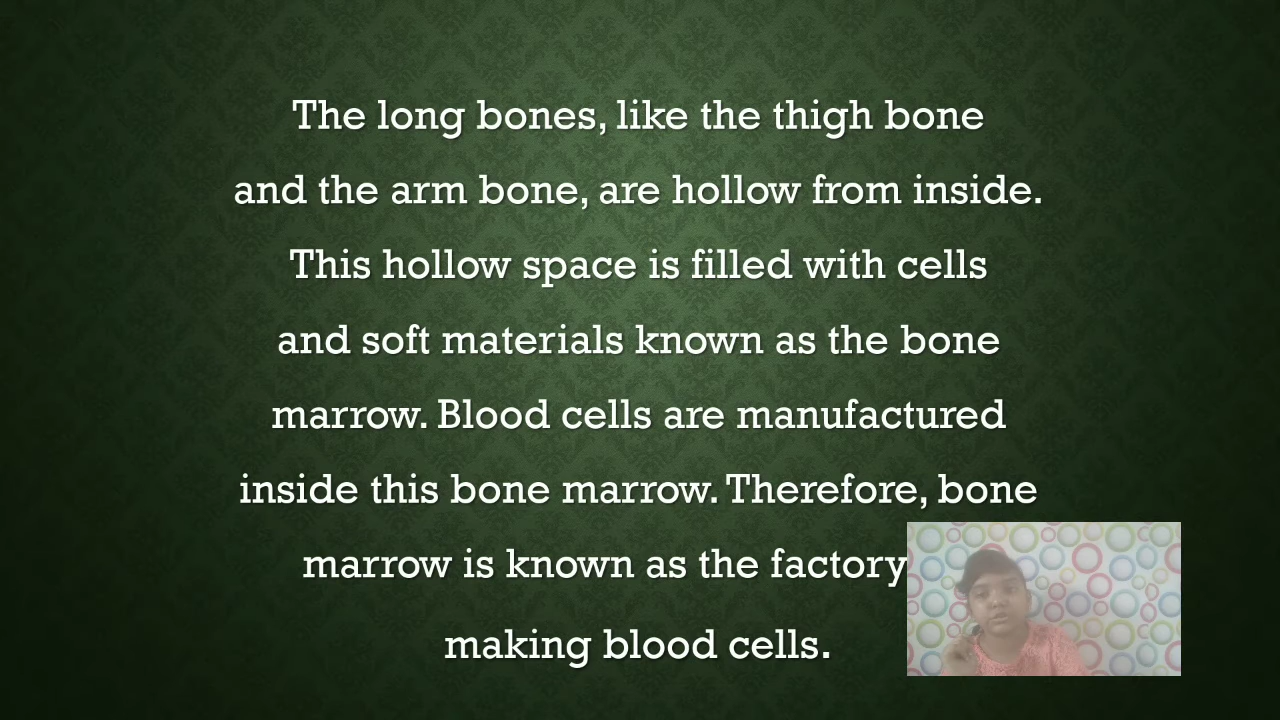 The long bones, like the thigh bone
and the arm bone, are hollow from inside.
This hollow space is filled with cells
and soft materials known as the bone
marrow. Blood cells are manufactured
inside this bone marrow. Therefore, bone
marrow is known as the factory
making blood cells.